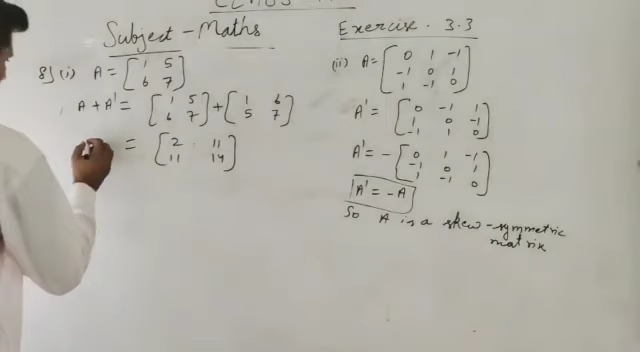 Subject - Maths
Exercise. 3.3
8) (i) A = [ 1 5
6 7 ]
A + A' = [ 1 5
6 7 ] + [ 1 6
5 7 ]
= [ 2 11
11 14 ]
(ii) A = [ 0 1 -1
-1 0 1
1 -1 0 ]
A' = [ 0 -1 1
1 0 -1
-1 1 0 ]
A' = - [ 0 1 -1
-1 0 1
1 -1 0 ]
A' = -A
So A is a skew-symmetric
matrix